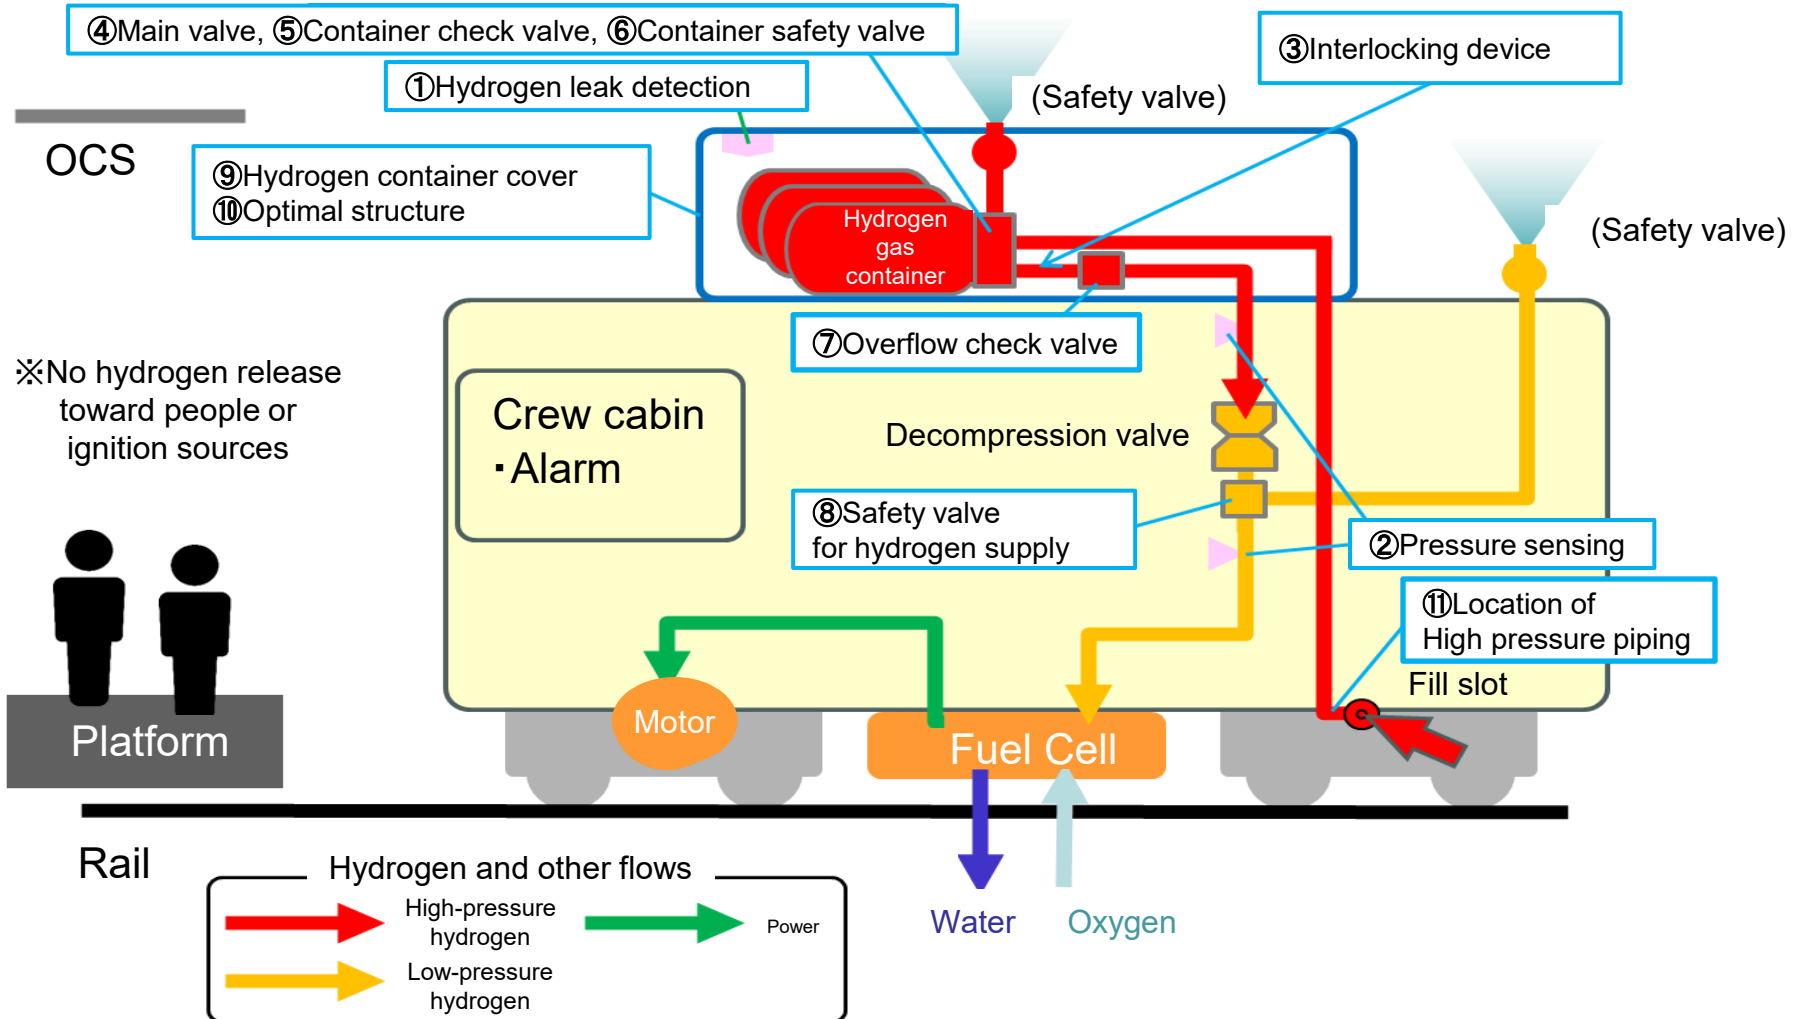 ④Main valve, ⑤Container check valve, ⑥Container safety valve
①Hydrogen leak detection
③Interlocking device
(Safety valve)
OCS
⑨Hydrogen container cover
⑩Optimal structure
Hydrogen
gas
container
(Safety valve)
⑦Overflow check valve
※No hydrogen release
toward people or
ignition sources
Crew cabin
・Alarm
Decompression valve
⑧Safety valve
for hydrogen supply
②Pressure sensing
⑪Location of
High pressure piping
Fill slot
Platform
Motor
Fuel Cell
Rail
Hydrogen and other flows
High-pressure
hydrogen
Power
Low-pressure
hydrogen
Water
Oxygen